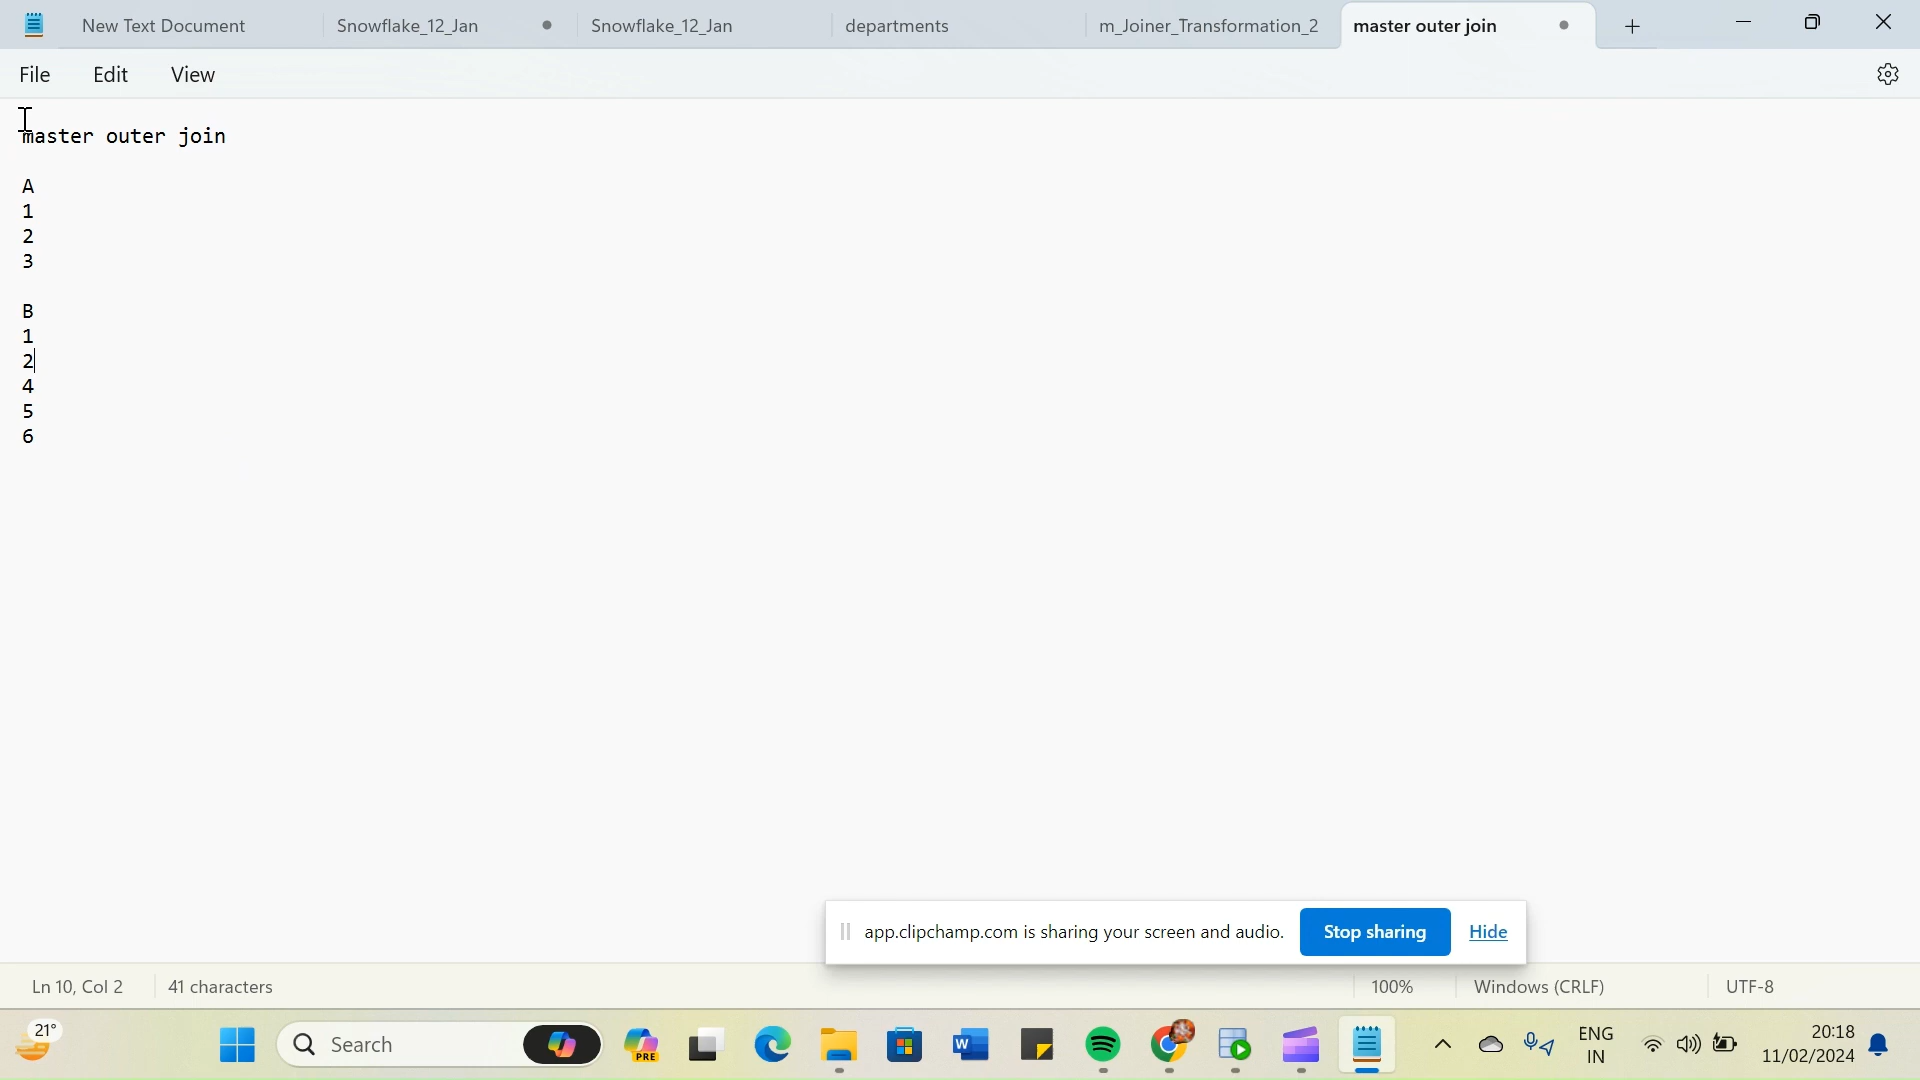 New Text Document
Snowflake_12_Jan
Snowflake_12_Jan
departments
m_Joiner_Transformation_2
master outer join
File
Edit
View
master outer join
A
1
2
3
B
1
2
4
5
6
app.clipchamp.com is sharing your screen and audio.
Stop sharing
Hide
Ln 10, Col 2
41 characters
100%
Windows (CRLF)
UTF-8
21°
Search
PRE
W
ENG
IN
20:18
11/02/2024